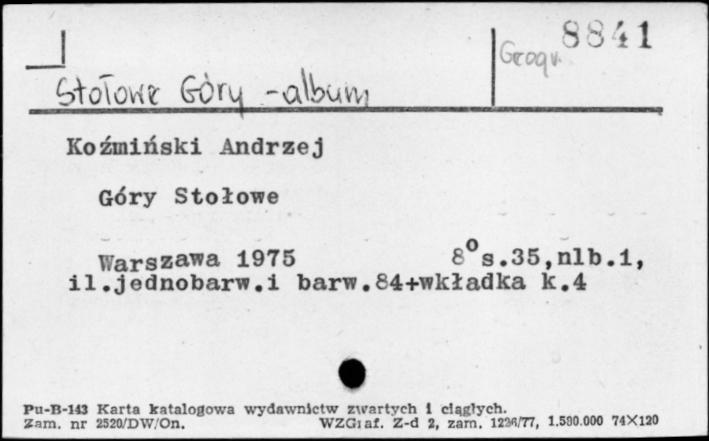 8841
Geogr.
Stołowe Góry - album
Koźmiński Andrzej
Góry Stołowe
Warszawa 1975 8° s.35,nlb.1,
il.jednobarw.i barw.84+wkładka k.4
Pu-B-143 Karta katalogowa wydawnictw zwartych i ciągłych.
Zam. nr 2520/DW/On. WZGraf. Z-d 2, zam. 1236/77, 1.500.000 74X120